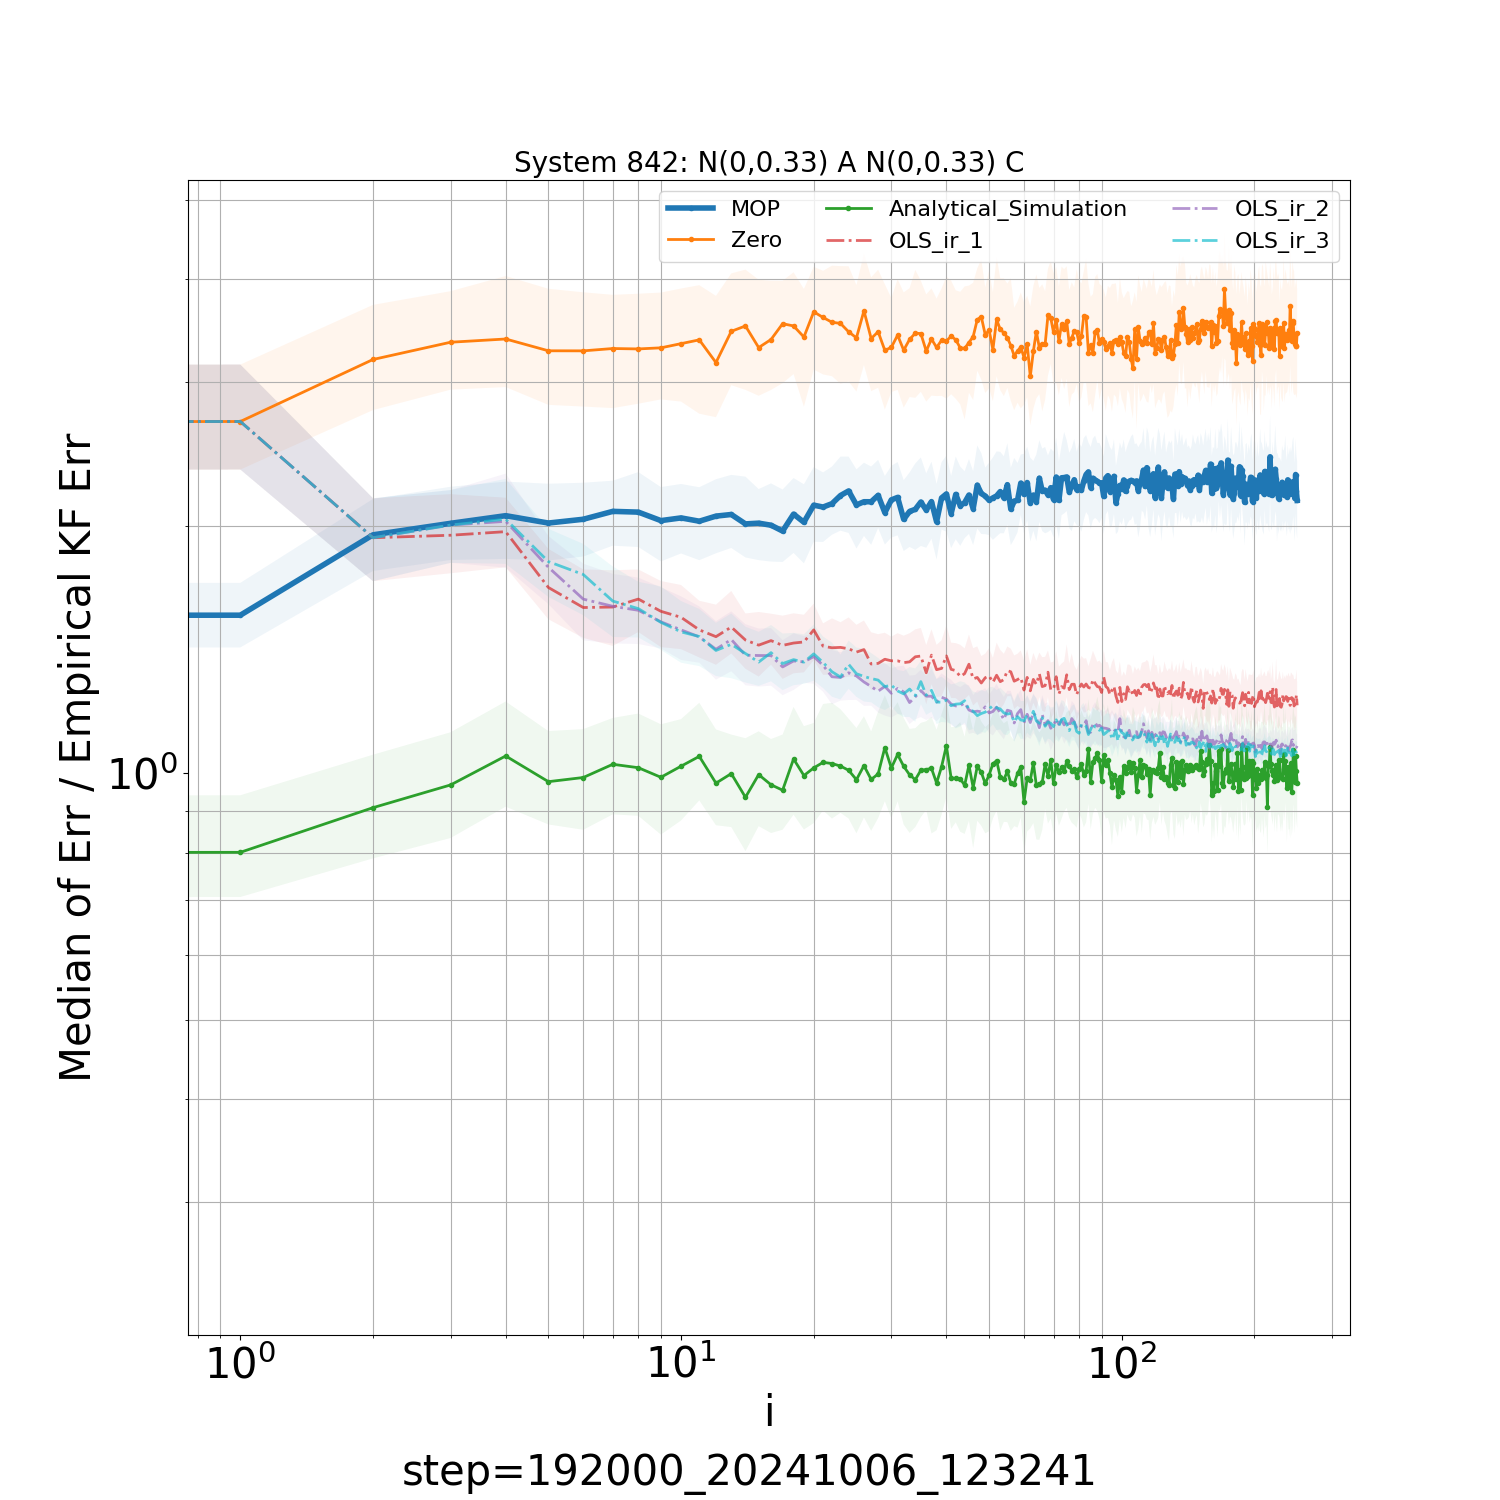 System 842: N(0,0.33) A N(0,0.33) C
MOP
Zero
Analytical_Simulation
OLS_ir_1
OLS_ir_2
OLS_ir_3
Median of Err / Empirical KF Err
10⁰
10⁰ 10¹ 10²
i
step=192000_20241006_123241